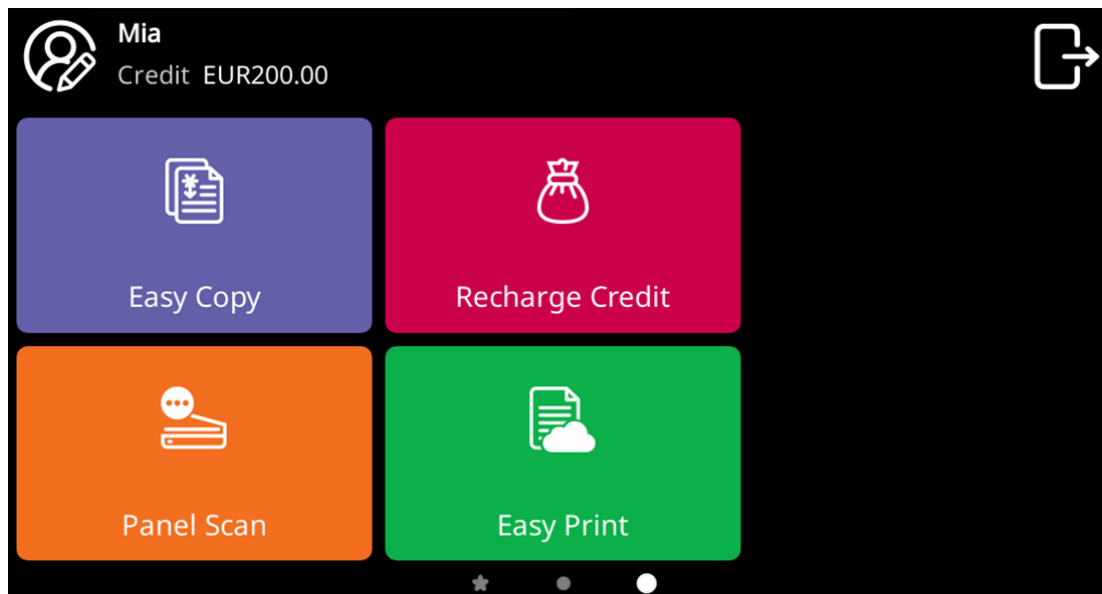 Mia
Credit EUR200.00
Easy Copy
Recharge Credit
Panel Scan
Easy Print